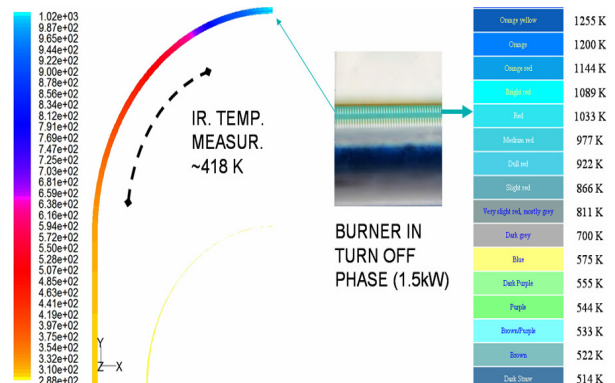 1.02e+03
9.87e+02
9.65e+02
9.44e+02
9.22e+02
9.00e+02
8.78e+02
8.56e+02
8.34e+02
8.12e+02
7.91e+02
7.69e+02
7.47e+02
7.25e+02
7.03e+02
6.81e+02
6.59e+02
6.38e+02
6.16e+02
5.94e+02
5.72e+02
5.50e+02
5.28e+02
5.07e+02
4.85e+02
4.63e+02
4.41e+02
4.19e+02
3.97e+02
3.75e+02
3.54e+02
3.32e+02
3.10e+02
2.88e+02
Y
Z X
IR. TEMP.
MEASUR.
~418 K
BURNER IN
TURN OFF
PHASE (1.5kW)
Orange yellow 1255 K
Orange 1200 K
Orange red 1144 K
Bright red 1089 K
Red 1033 K
Medium red 977 K
Dull red 922 K
Slight red 866 K
Very slight red, mostly grey 811 K
Dark grey 700 K
Blue 575 K
Dark Purple 555 K
Purple 544 K
Brown/Purple 533 K
Brown 522 K
Dark Straw 514 K